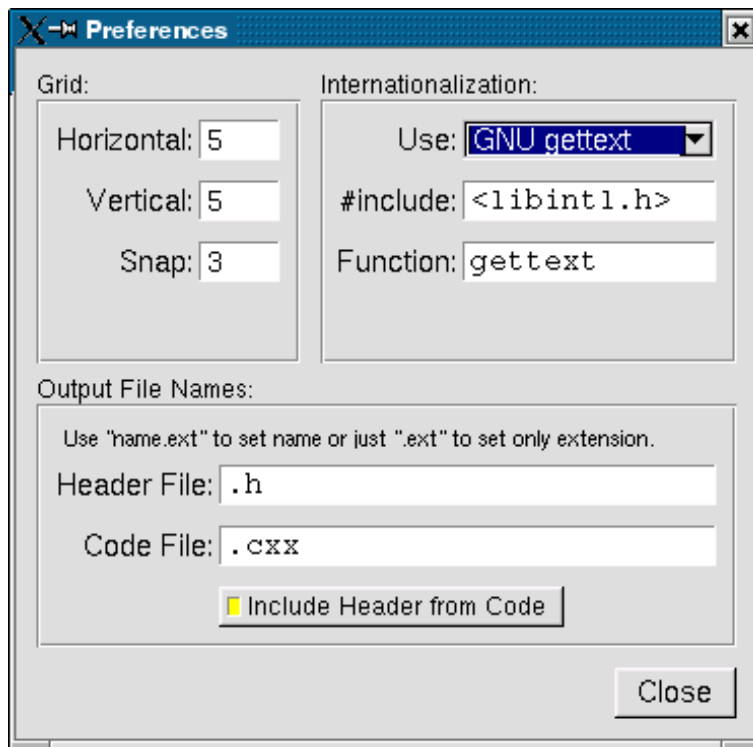 Preferences
Grid:
Horizontal: 5
Vertical: 5
Snap: 3
Internationalization:
Use: GNU gettext
#include: <libintl.h>
Function: gettext
Output File Names:
Use "name.ext" to set name or just ".ext" to set only extension.
Header File: .h
Code File: .cxx
Include Header from Code
Close